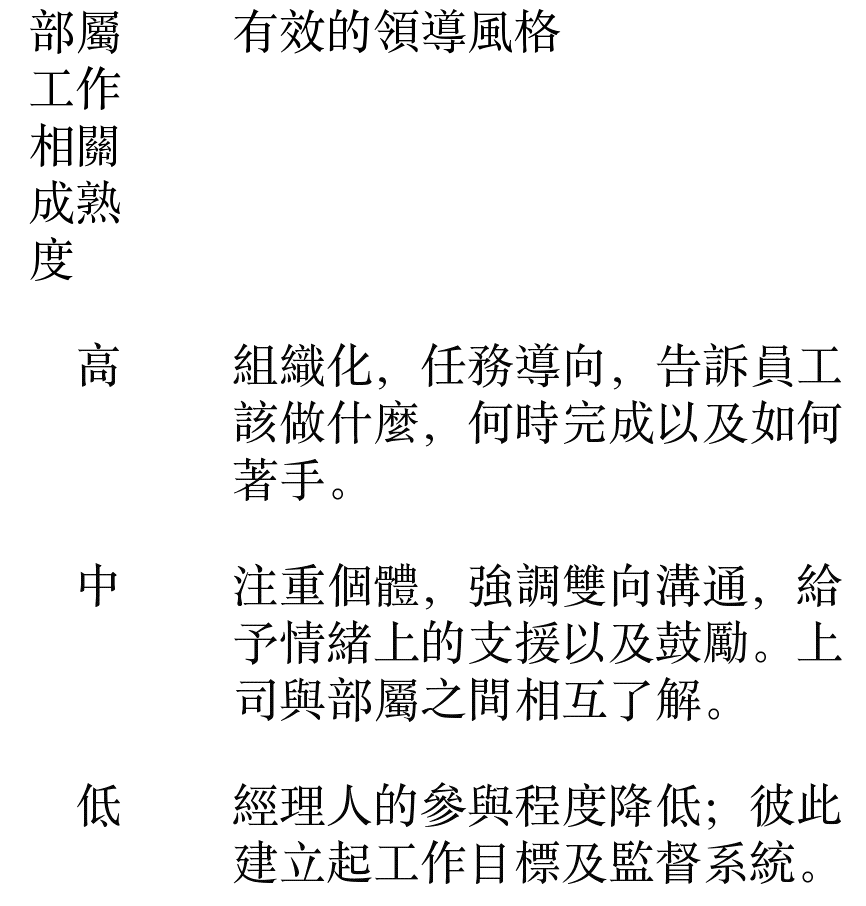 部屬 有效的領導風格
工作
相關
成熟
度
高 組織化，任務導向，告訴員工
該做什麼，何時完成以及如何
著手。
中 注重個體，強調雙向溝通，給
予情緒上的支援以及鼓勵。上
司與部屬之間相互了解。
低 經理人的參與程度降低；彼此
建立起工作目標及監督系統。